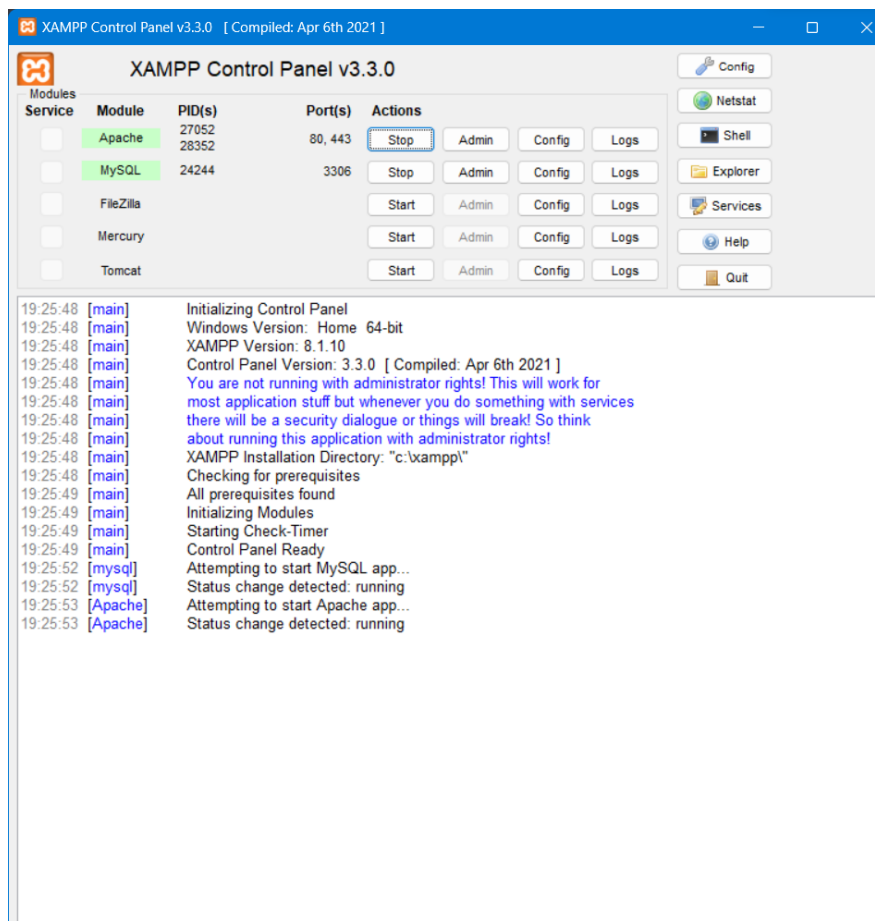 XAMPP Control Panel v3.3.0 [ Compiled: Apr 6th 2021 ]
XAMPP Control Panel v3.3.0
Config
Modules
Service Module PID(s) Port(s) Actions
Netstat
Apache 27052 28352 80, 443 Stop Admin Config Logs
Shell
MySQL 24244 3306 Stop Admin Config Logs
Explorer
FileZilla Start Admin Config Logs
Services
Mercury Start Admin Config Logs
Help
Tomcat Start Admin Config Logs
Quit
19:25:48 [main] Initializing Control Panel
19:25:48 [main] Windows Version: Home 64-bit
19:25:48 [main] XAMPP Version: 8.1.10
19:25:48 [main] Control Panel Version: 3.3.0 [ Compiled: Apr 6th 2021 ]
19:25:48 [main] You are not running with administrator rights! This will work for
19:25:48 [main] most application stuff but whenever you do something with services
19:25:48 [main] there will be a security dialogue or things will break! So think
19:25:48 [main] about running this application with administrator rights!
19:25:48 [main] XAMPP Installation Directory: "c:\xampp\"
19:25:48 [main] Checking for prerequisites
19:25:49 [main] All prerequisites found
19:25:49 [main] Initializing Modules
19:25:49 [main] Starting Check-Timer
19:25:49 [main] Control Panel Ready
19:25:52 [mysql] Attempting to start MySQL app...
19:25:52 [mysql] Status change detected: running
19:25:53 [Apache] Attempting to start Apache app...
19:25:53 [Apache] Status change detected: running